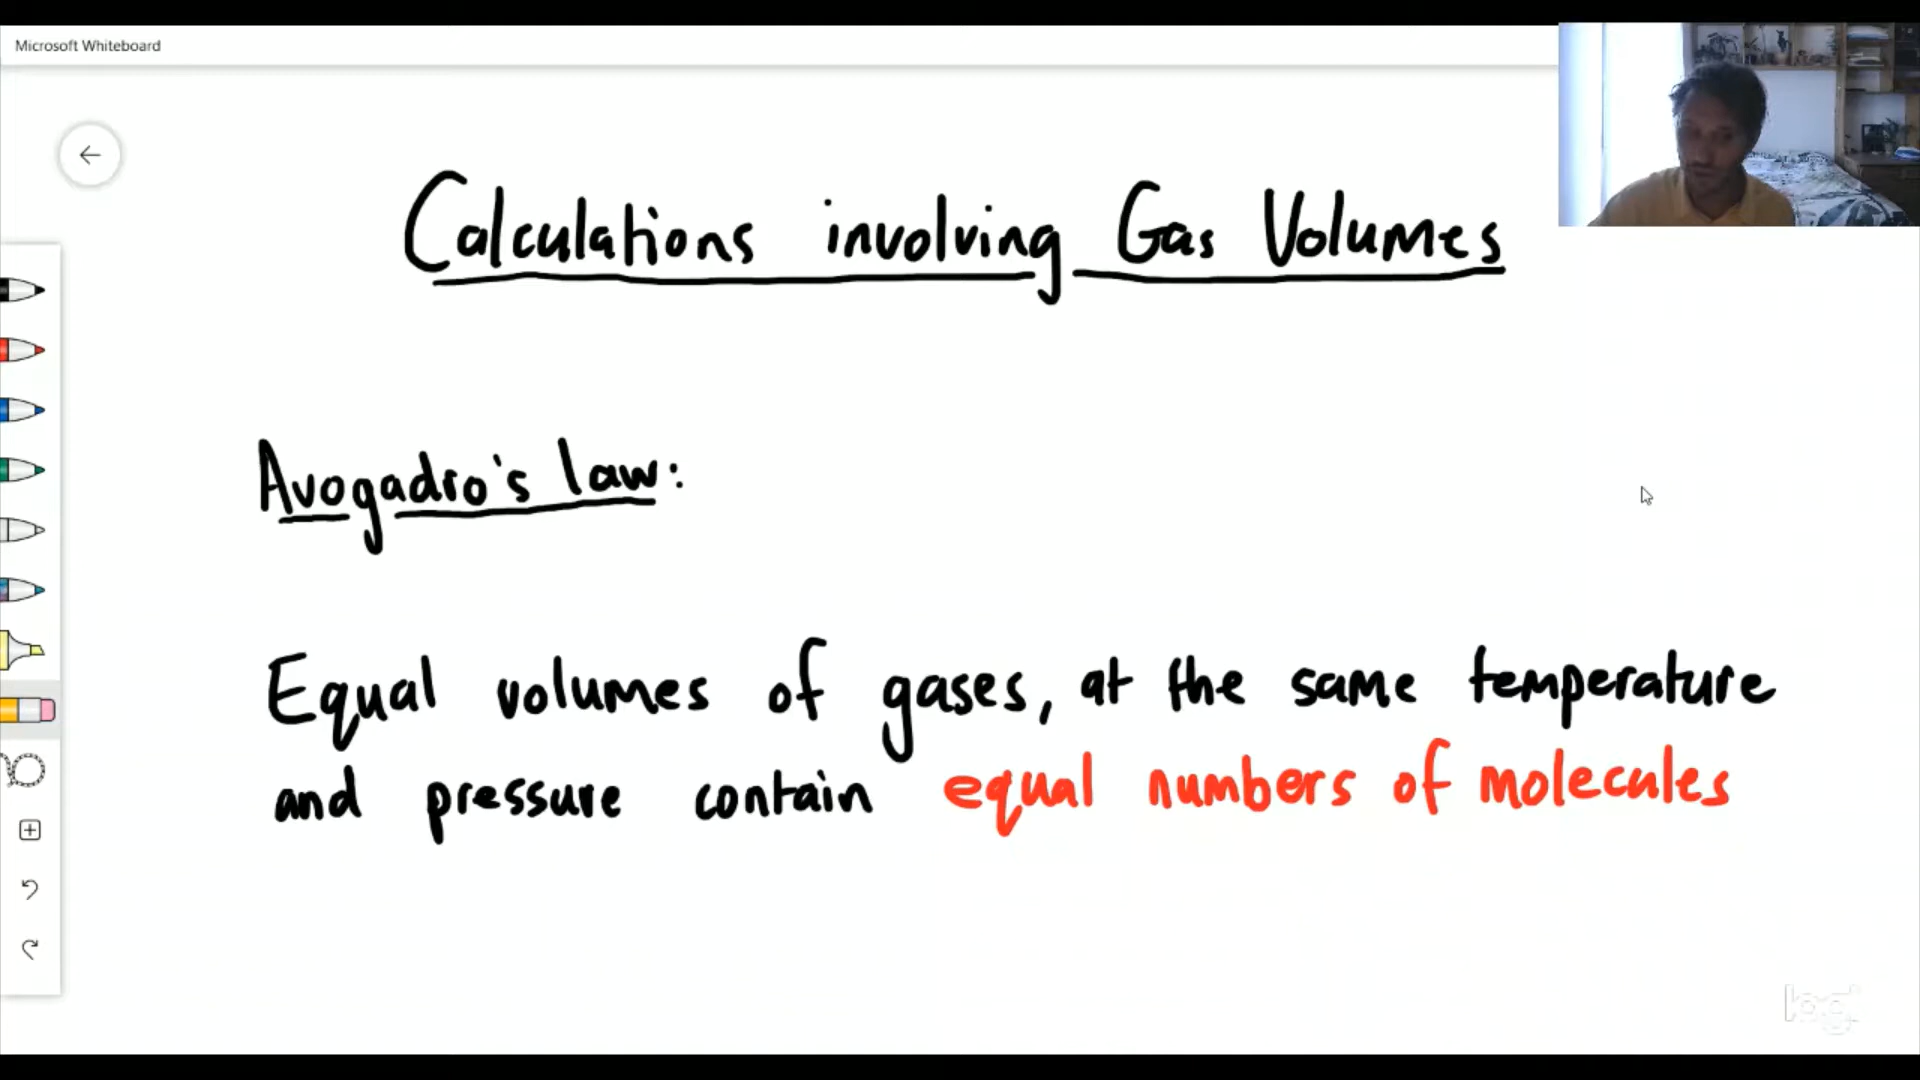 Microsoft Whiteboard
Calculations involving Gas Volumes
Avogadro's law:
Equal volumes of gases, at the same temperature
and pressure contain equal numbers of molecules
logi